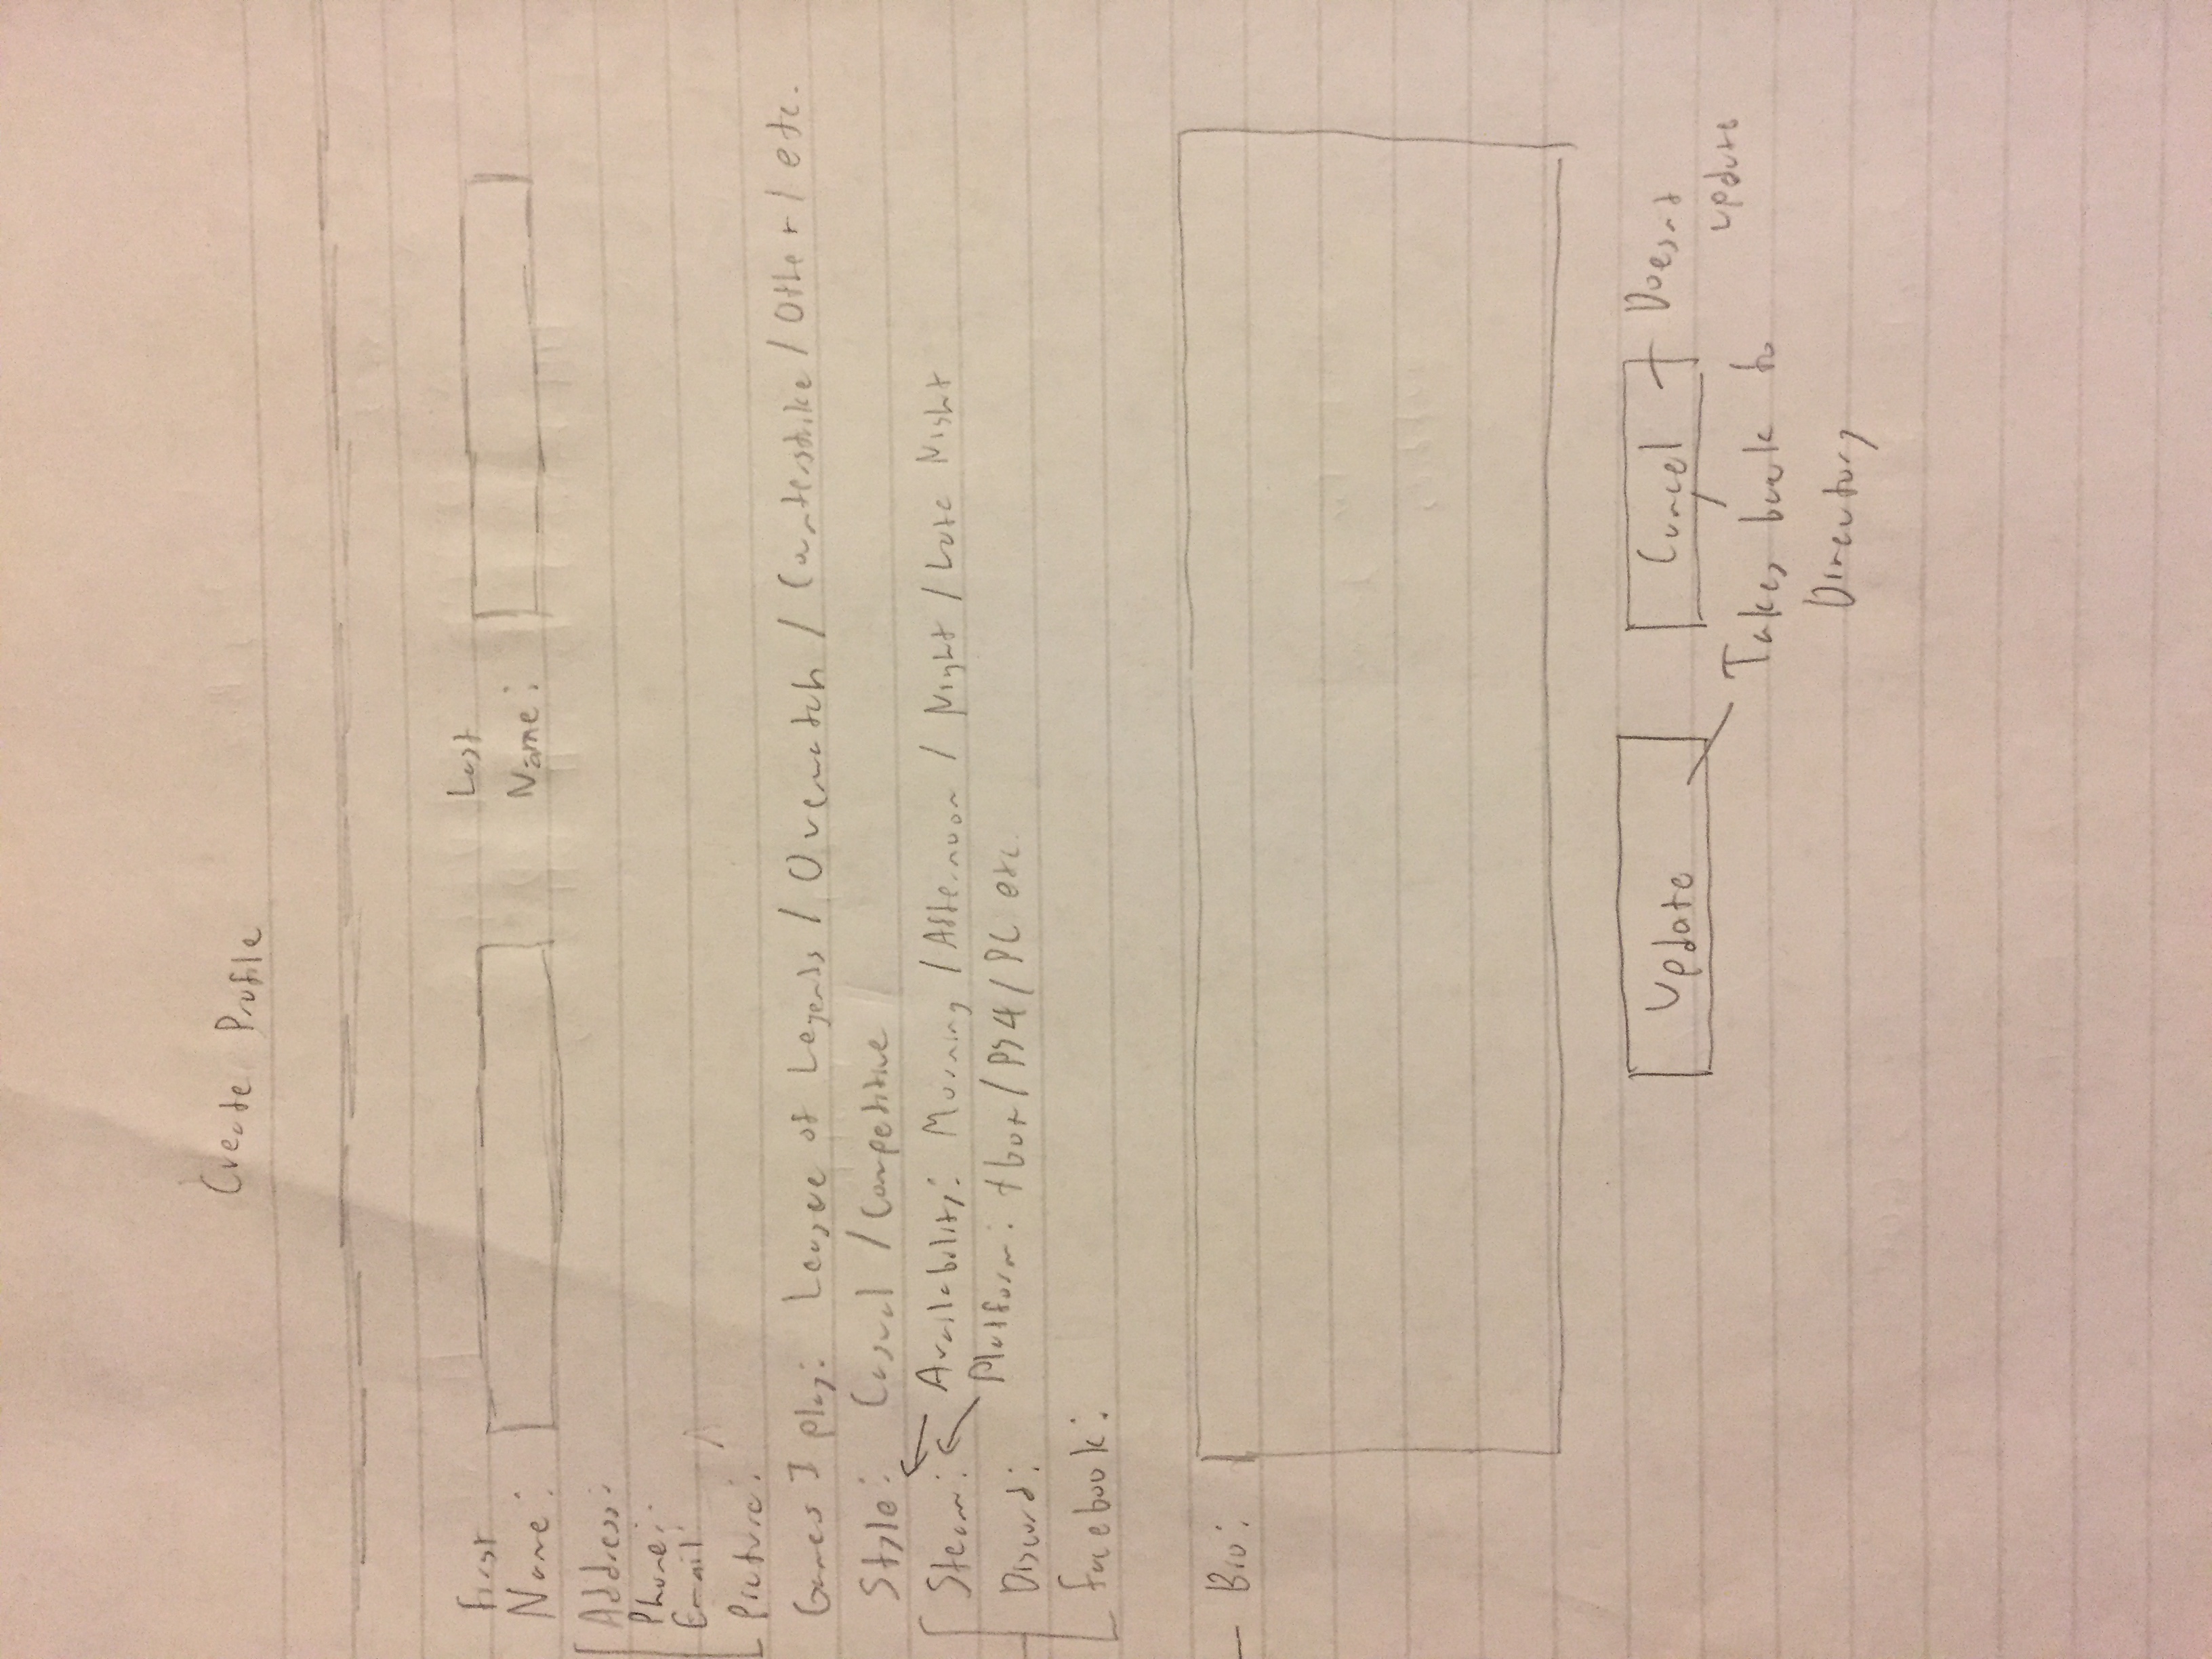 Create Profile
First Last
Name: Name:
Address:
Phone:
Email:
Picture:
Games I play: League of Legends / Overwatch / Counterstrike / Other / etc.
Style: Casual / Competitive
Steam: Availability: Morning / Afternoon / Night / Late Night
Platform: Xbox / PS4 / PC etc.
Discord:
Facebook:
Bio:
Update Cancel Doesnt
update
Takes back to
Directory